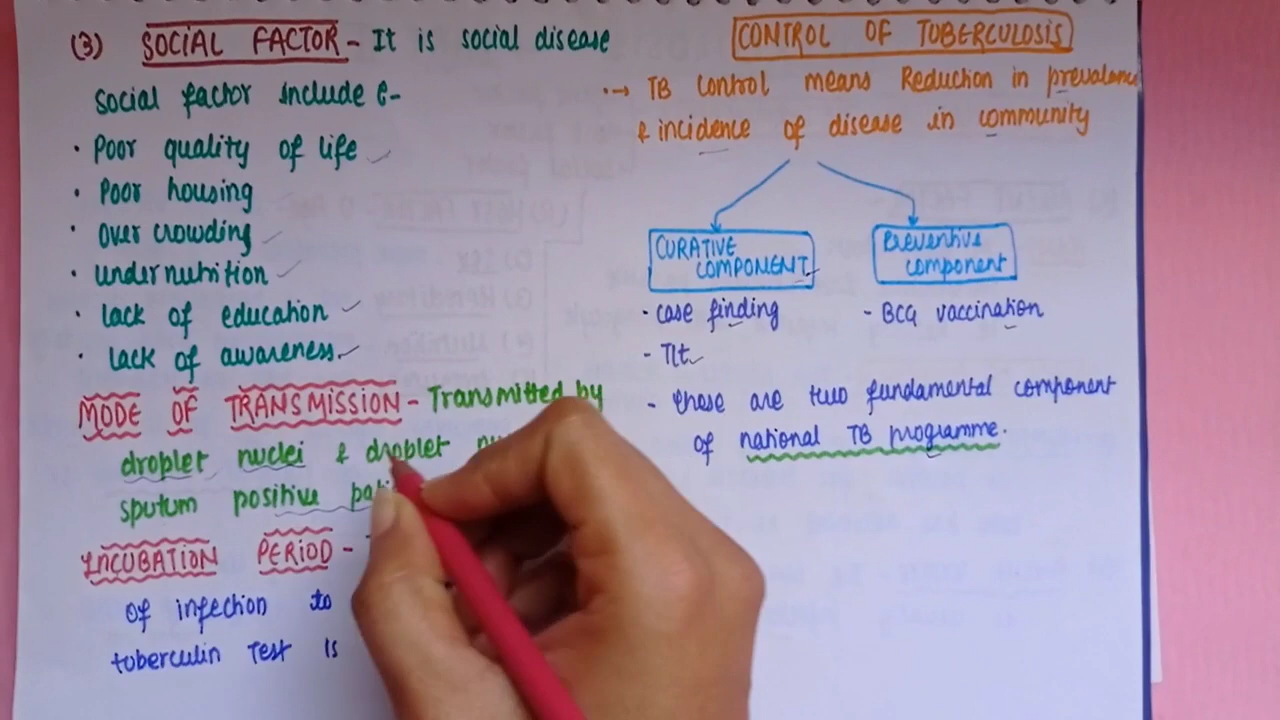 (3) SOCIAL FACTOR - It is social disease
Social factor include :-
· Poor quality of life
· Poor housing
· Over crowding
· undernutrition
· lack of education
· lack of awareness.
MODE OF TRANSMISSION - Transmitted by
droplet nuclei & droplet
sputum positive
INCUBATION PERIOD -
of infection to
tuberculin Test is
CONTROL OF TUBERCULOSIS
·→ TB control means Reduction in prevalence
& incidence of disease in community
CURATIVE COMPONENT
- case finding
- Tlt
Preventive component
- BCG vaccination
- these are two fundamental component
of national TB programme.